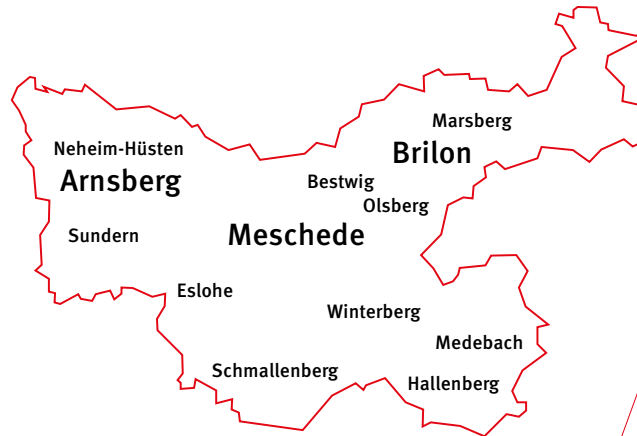 Marsberg
Neheim-Hüsten
Brilon
Arnsberg
Bestwig
Olsberg
Sundern
Meschede
Eslohe
Winterberg
Medebach
Schmallenberg
Hallenberg